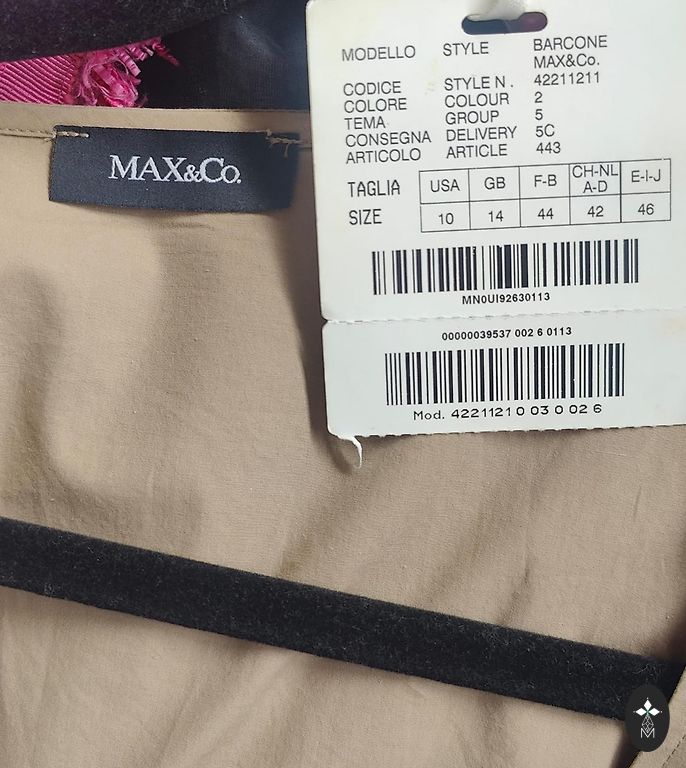 MAX&Co.
MODELLO STYLE BARCONE
MAX&Co.
CODICE STYLE N. 42211211
COLORE COLOUR 2
TEMA GROUP 5
CONSEGNA DELIVERY 5C
ARTICOLO ARTICLE 443
TAGLIA USA GB F-B CH-NL A-D E-I-J
SIZE 10 14 44 42 46
MN0UI92630113
00000039537 002 6 0113
Mod. 4221121 0 03 0 02 6
M